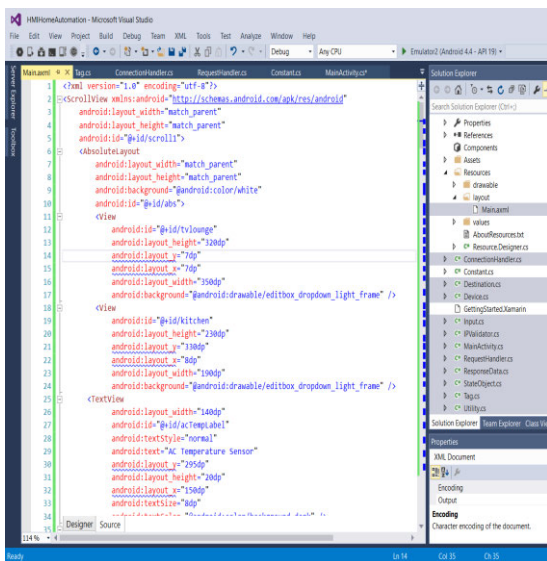 HMIHomeAutomation - Microsoft Visual Studio
File Edit View Project Build Debug Team XML Tools Test Analyze Window Help
Debug Any CPU Emulator2 (Android 4.4 - API 19)
Server Explorer
Toolbox
Main.axml Tag.cs ConnectionHandler.cs RequestHandler.cs Constant.cs MainActivity.cs*
1 <?xml version="1.0" encoding="utf-8"?>
2 <ScrollView xmlns:android="http://schemas.android.com/apk/res/android"
3 android:layout_width="match_parent"
4 android:layout_height="match_parent"
5 android:id="@+id/scroll1">
6 <AbsoluteLayout
7 android:layout_width="match_parent"
8 android:layout_height="match_parent"
9 android:background="@android:color/white"
10 android:id="@+id/abs">
11 <View
12 android:id="@+id/tvlounge"
13 android:layout_height="320dp"
14 android:layout_y="7dp"
15 android:layout_x="7dp"
16 android:layout_width="350dp"
17 android:background="@android:drawable/editbox_dropdown_light_frame" />
18 <View
19 android:id="@+id/kitchen"
20 android:layout_height="230dp"
21 android:layout_y="330dp"
22 android:layout_x="8dp"
23 android:layout_width="190dp"
24 android:background="@android:drawable/editbox_dropdown_light_frame" />
25 <TextView
26 android:layout_width="140dp"
27 android:id="@+id/acTempLabel"
28 android:textStyle="normal"
29 android:text="AC Temperature Sensor"
30 android:layout_y="295dp"
31 android:layout_height="20dp"
32 android:layout_x="150dp"
33 android:textSize="8dp"
34
35
Designer Source
114 %
Solution Explorer
Search Solution Explorer (Ctrl+;)
Properties
References
Components
Assets
Resources
drawable
layout
Main.axml
values
AboutResources.txt
Resource.Designer.cs
ConnectionHandler.cs
Constant.cs
Destination.cs
Device.cs
GettingStarted.Xamarin
Input.cs
IPValidator.cs
MainActivity.cs
RequestHandler.cs
ResponseData.cs
StateObject.cs
Tag.cs
Utility.cs
Solution Explorer Team Explorer Class Vie
Properties
XML Document
Encoding
Output
Encoding
Character encoding of the document.
Ready Ln 14 Col 35 Ch 35